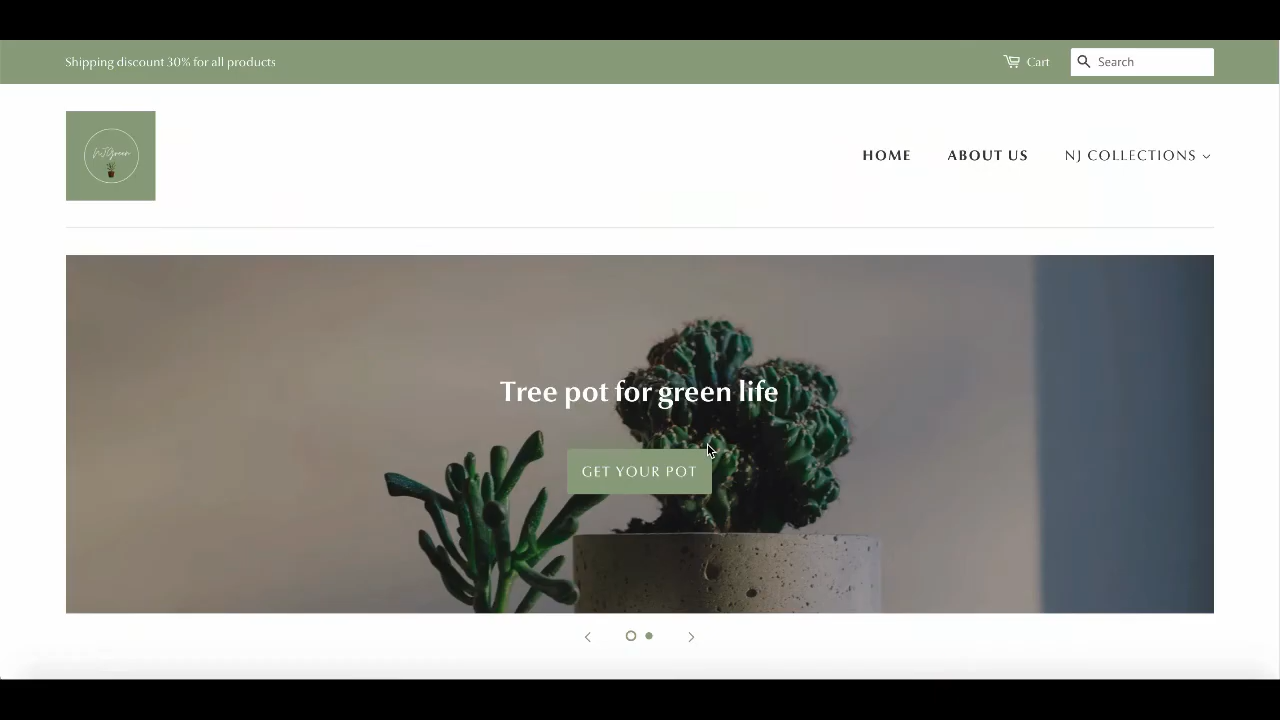 Shipping discount 30% for all products
Cart
Search
NJGreen
HOME
ABOUT US
NJ COLLECTIONS
Tree pot for green life
GET YOUR POT